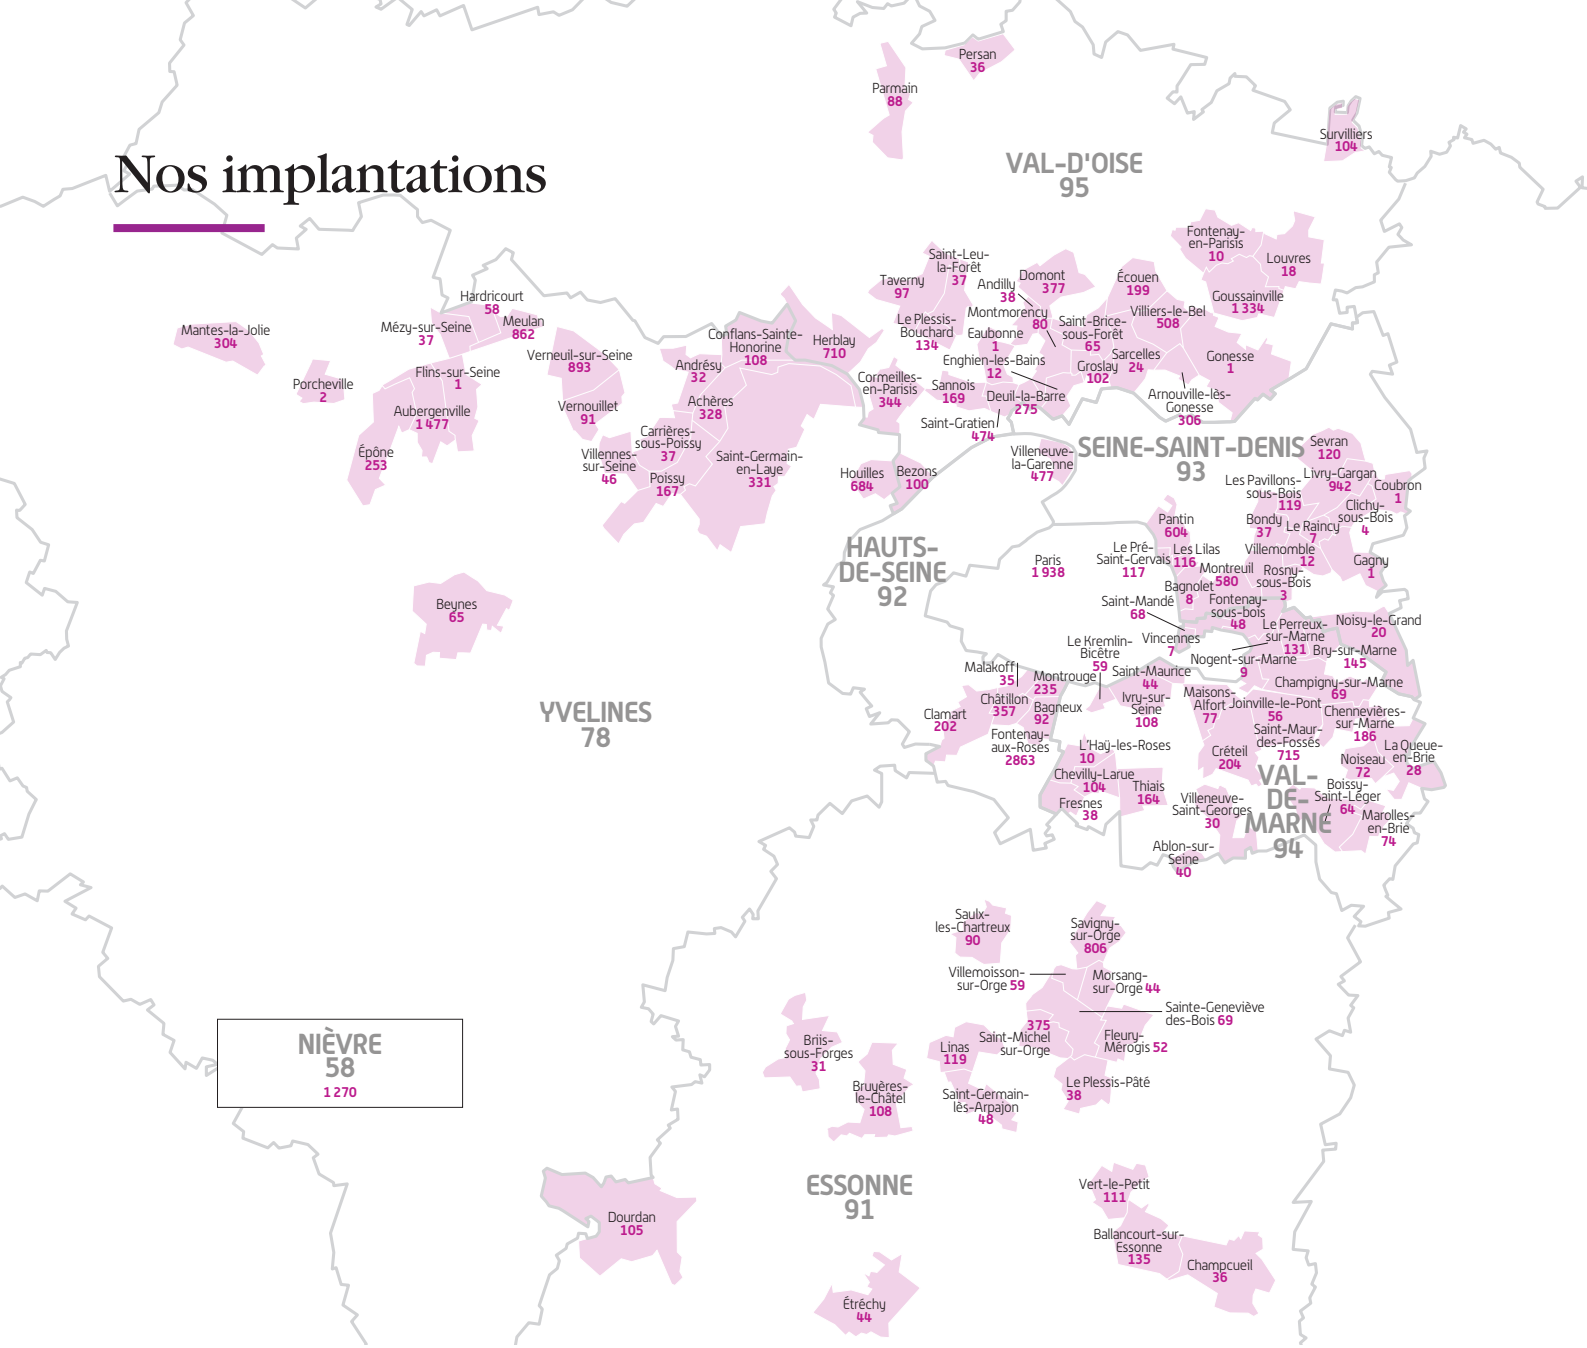 Nos implantations
Persan
36
Parmain
88
Survilliers
104
VAL-D'OISE
95
Fontenay-
en-Parisis
10
Louvres
18
Goussainville
1 334
Saint-Leu-
la-Forêt
37
Taverny
97
Andilly
38
Domont
377
Écouen
199
Villiers-le-Bel
508
Montmorency
80
Le Plessis-
Bouchard
134
Eaubonne
1
Saint-Brice-
sous-Forêt
65
Enghien-les-Bains
12
Groslay
102
Sarcelles
24
Gonesse
1
Cormeilles-
en-Parisis
344
Sannois
169
Deuil-la-Barre
275
Arnouville-lès-
Gonesse
306
Saint-Gratien
474
Herblay
710
Bezons
100
Hardricourt
58
Mézy-sur-Seine
37
Meulan
862
Mantes-la-Jolie
304
Porcheville
2
Flins-sur-Seine
1
Aubergenville
1 477
Épône
253
Verneuil-sur-Seine
893
Vernouillet
91
Conflans-Sainte-
Honorine
108
Andrésy
32
Achères
328
Carrières-
sous-Poissy
37
Villennes-
sur-Seine
46
Poissy
167
Saint-Germain-
en-Laye
331
Houilles
684
Beynes
65
YVELINES
78
SEINE-SAINT-DENIS
93
Villeneuve-
la-Garenne
477
Sevran
120
Livry-Gargan
942
Les Pavillons-
sous-Bois
119
Coubron
1
Clichy-
sous-Bois
4
Bondy
37
Le Raincy
7
Pantin
604
Le Pré-
Saint-Gervais
117
Les Lilas
116
Villemomble
12
Gagny
1
Montreuil
580
Rosny-
sous-Bois
3
Bagnolet
8
HAUTS-
DE-SEINE
92
Paris
1 938
Saint-Mandé
68
Fontenay-
sous-bois
48
Vincennes
7
Le Perreux-
sur-Marne
131
Noisy-le-Grand
20
Bry-sur-Marne
145
Nogent-sur-Marne
9
Le Kremlin-
Bicêtre
59
Malakoff
35
Montrouge
235
Saint-Maurice
44
Champigny-sur-Marne
69
Châtillon
357
Bagneux
92
Ivry-sur-
Seine
108
Maisons-
Alfort
77
Joinville-le-Pont
56
Chennevières-
sur-Marne
186
Clamart
202
Fontenay-
aux-Roses
2863
L'Haÿ-les-Roses
10
Saint-Maur-
des-Fossés
715
Créteil
204
Noiseau
72
La Queue-
en-Brie
28
Chevilly-Larue
104
Thiais
164
Fresnes
38
Villeneuve-
Saint-Georges
30
VAL-
DE-
MARNE
94
Boissy-
Saint-Léger
64
Marolles-
en-Brie
74
Ablon-sur-
Seine
40
Saulx-
les-Chartreux
90
Savigny-
sur-Orge
806
Villemoisson-
sur-Orge 59
Morsang-
sur-Orge 44
Sainte-Geneviève
des-Bois 69
375
Saint-Michel
sur-Orge
Fleury-
Mérogis 52
Linas
119
Briis-
sous-Forges
31
Bruyères-
le-Châtel
108
Saint-Germain-
lès-Arpajon
48
Le Plessis-Pâté
38
NIÈVRE
58
1 270
ESSONNE
91
Vert-le-Petit
111
Dourdan
105
Ballancourt-sur-
Essonne
135
Champcueil
36
Étréchy
44